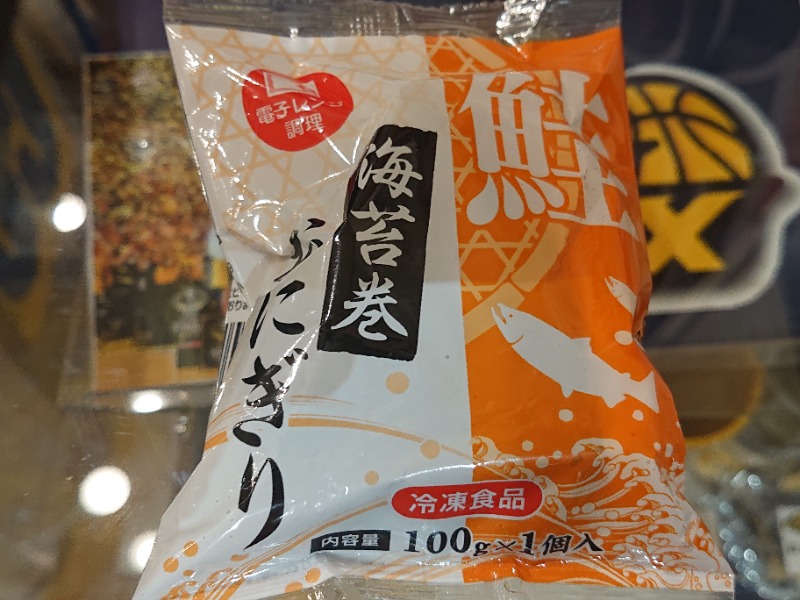 電子レンジ
調理
鮭
海苔巻
おにぎり
冷凍食品
内容量 100g×1個入
X